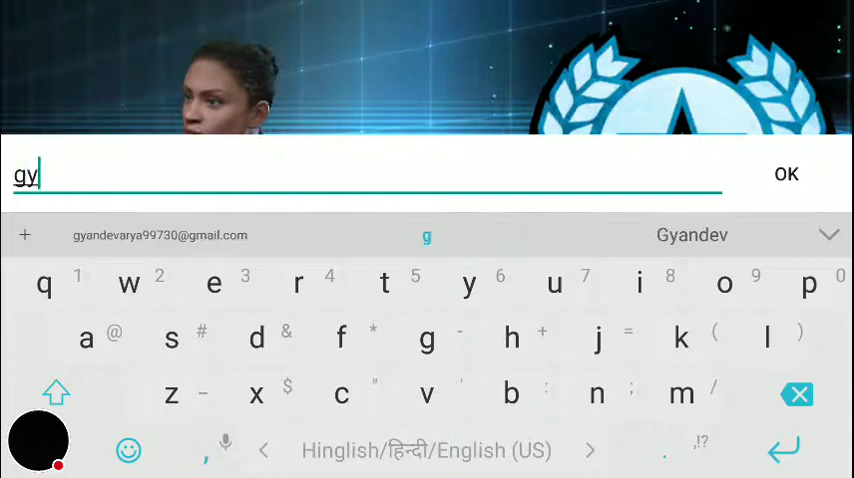 gy OK
+ gyandevarya99730@gmail.com g Gyandev
q 1 w 2 e 3 r 4 t 5 y 6 u 7 i 8 o 9 p 0
a @ s # d & f * g - h + j = k ( l )
z _ x $ c " v ' b : n ; m /
, < Hinglish/हिन्दी/English (US) > . ,!?